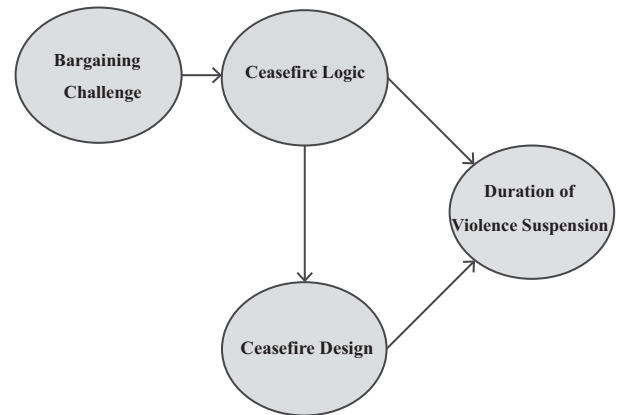 Bargaining
Challenge
Ceasefire Logic
Duration of
Violence Suspension
Ceasefire Design